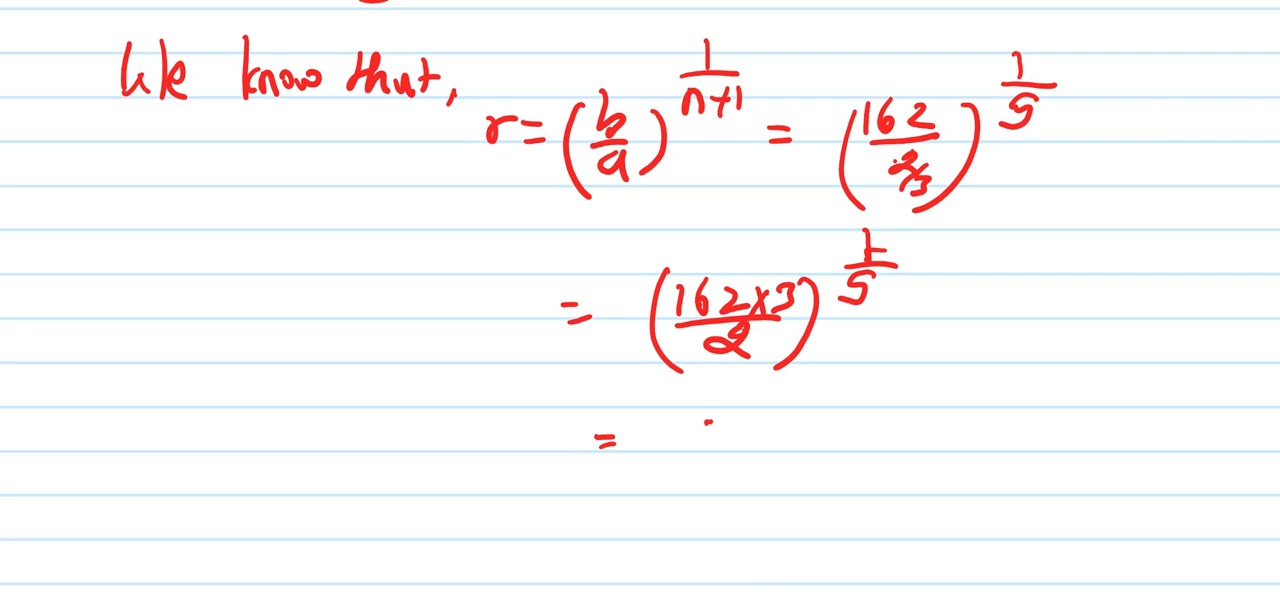 We know that, r = (b/a)^(1/(n+1)) = (162/(2/3))^(1/5)
= (162×3/2)^(1/5)
=